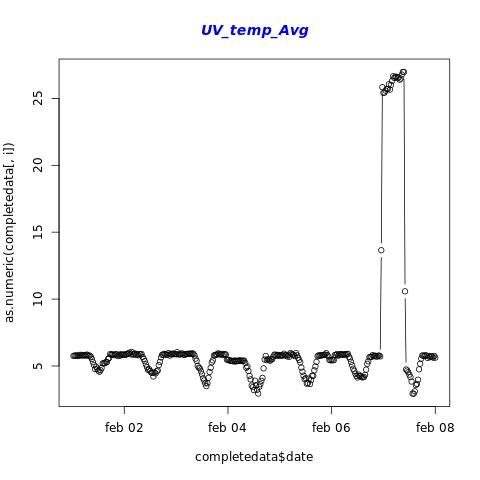 UV_temp_Avg
as.numeric(completedata[, i])
25
20
15
10
5
feb 02
feb 04
feb 06
feb 08
completedata$date